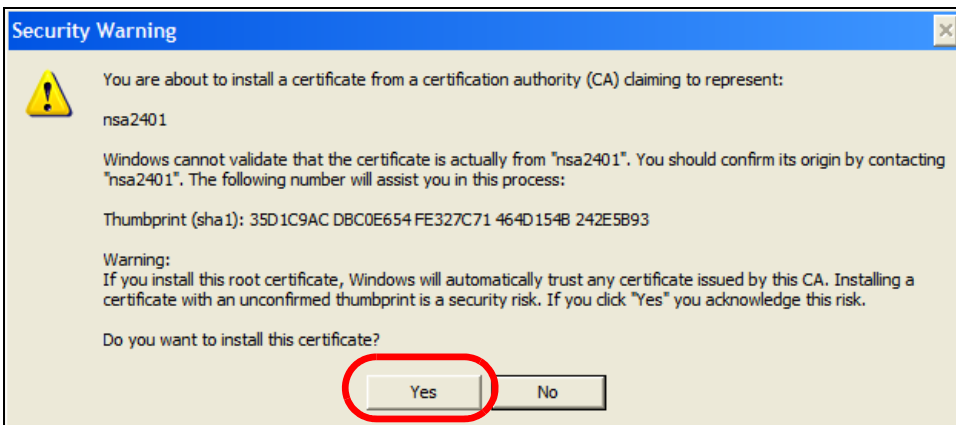 Security Warning
You are about to install a certificate from a certification authority (CA) claiming to represent:
nsa2401
Windows cannot validate that the certificate is actually from "nsa2401". You should confirm its origin by contacting
"nsa2401". The following number will assist you in this process:
Thumbprint (sha1): 35D1C9AC DBC0E654 FE327C71 464D154B 242E5B93
Warning:
If you install this root certificate, Windows will automatically trust any certificate issued by this CA. Installing a
certificate with an unconfirmed thumbprint is a security risk. If you click "Yes" you acknowledge this risk.
Do you want to install this certificate?
Yes No